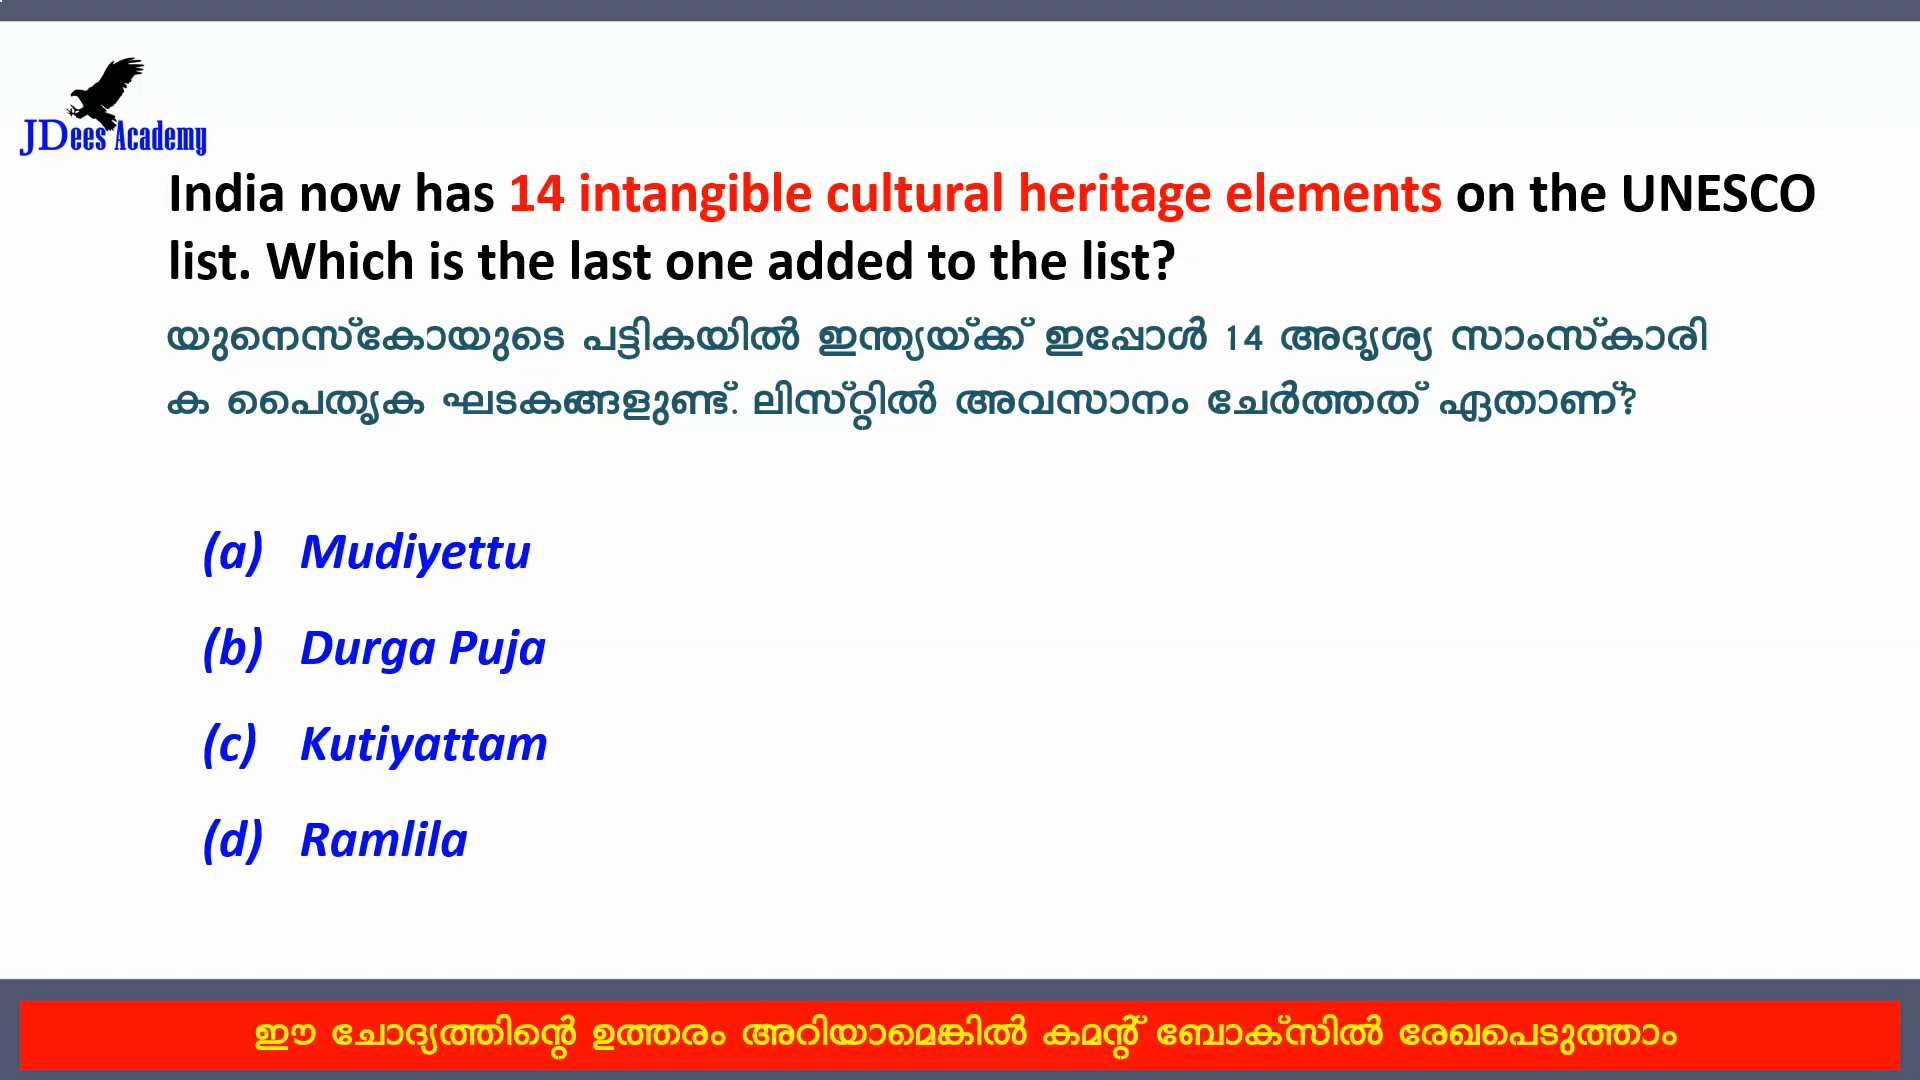 JDees Academy
India now has 14 intangible cultural heritage elements on the UNESCO
list. Which is the last one added to the list?
യുനെസ്കോയുടെ പട്ടികയിൽ ഇന്ത്യയ്ക്ക് ഇപ്പോൾ 14 അദൃശ്യ സാംസ്കാരി
ക പൈതൃക ഘടകങ്ങളുണ്ട്. ലിസ്റ്റിൽ അവസാനം ചേർത്തത് ഏതാണ്?
(a) Mudiyettu
(b) Durga Puja
(c) Kutiyattam
(d) Ramlila
ഈ ചോദ്യത്തിന്റെ ഉത്തരം അറിയാമെങ്കിൽ കമന്റ് ബോക്സിൽ രേഖപെടുത്താം